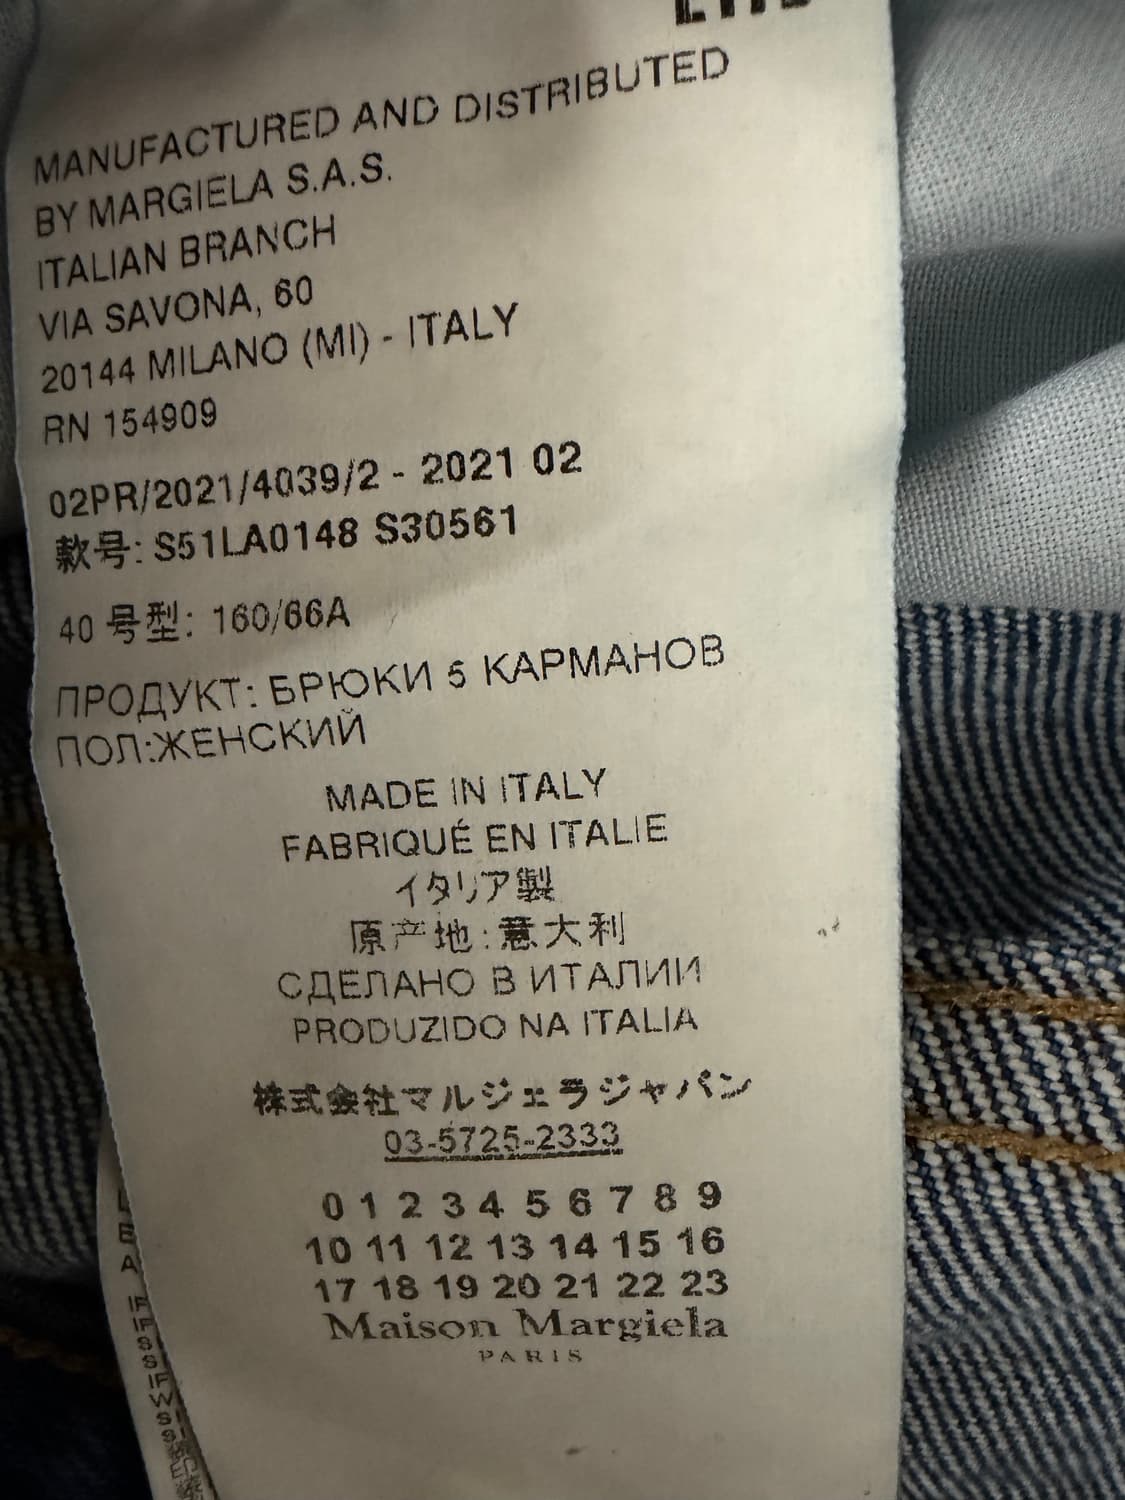 MANUFACTURED AND DISTRIBUTED
BY MARGIELA S.A.S.
ITALIAN BRANCH
VIA SAVONA, 60
20144 MILANO (MI) - ITALY
RN 154909
02PR/2021/4039/2 - 2021 02
款号: S51LA0148 S30561
40 号型: 160/66A
ПРОДУКТ: БРЮКИ 5 КАРМАНОВ
ПОЛ:ЖЕНСКИЙ
MADE IN ITALY
FABRIQUÉ EN ITALIE
イタリア製
原产地:意大利
СДЕЛАНО В ИТАЛИИ
PRODUZIDO NA ITALIA
株式会社マルジェラジャパン
03-5725-2333
0 1 2 3 4 5 6 7 8 9
10 11 12 13 14 15 16
17 18 19 20 21 22 23
Maison Margiela
PARIS